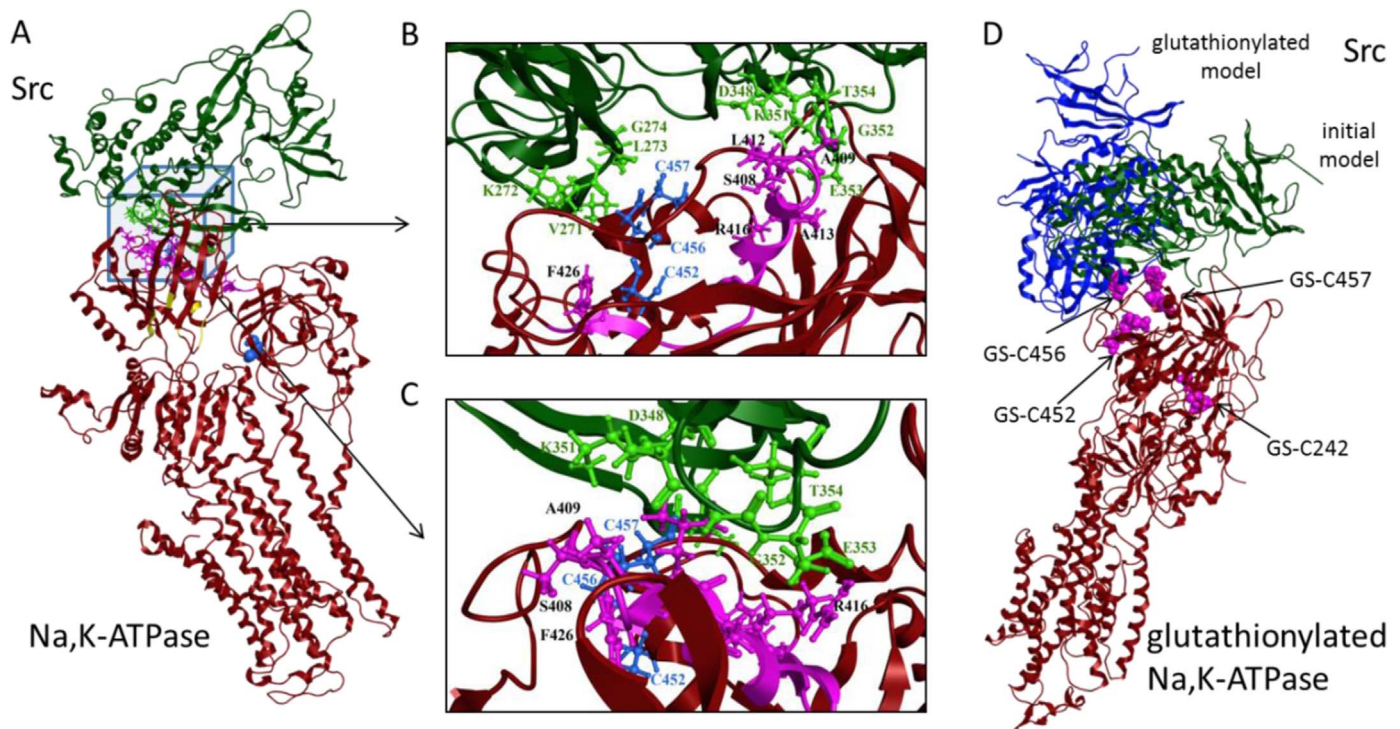 A
Src
Na,K-ATPase
B
D348
T354
K351
G352
G274
L273
L412
A409
C457
S408
E353
K272
V271
R416
A413
C456
F426
C452
C
D348
K351
T354
A409
C457
G352
E353
C456
S408
R416
F426
C452
D
glutathionylated
model
Src
initial
model
GS-C457
GS-C456
GS-C452
GS-C242
glutathionylated
Na,K-ATPase